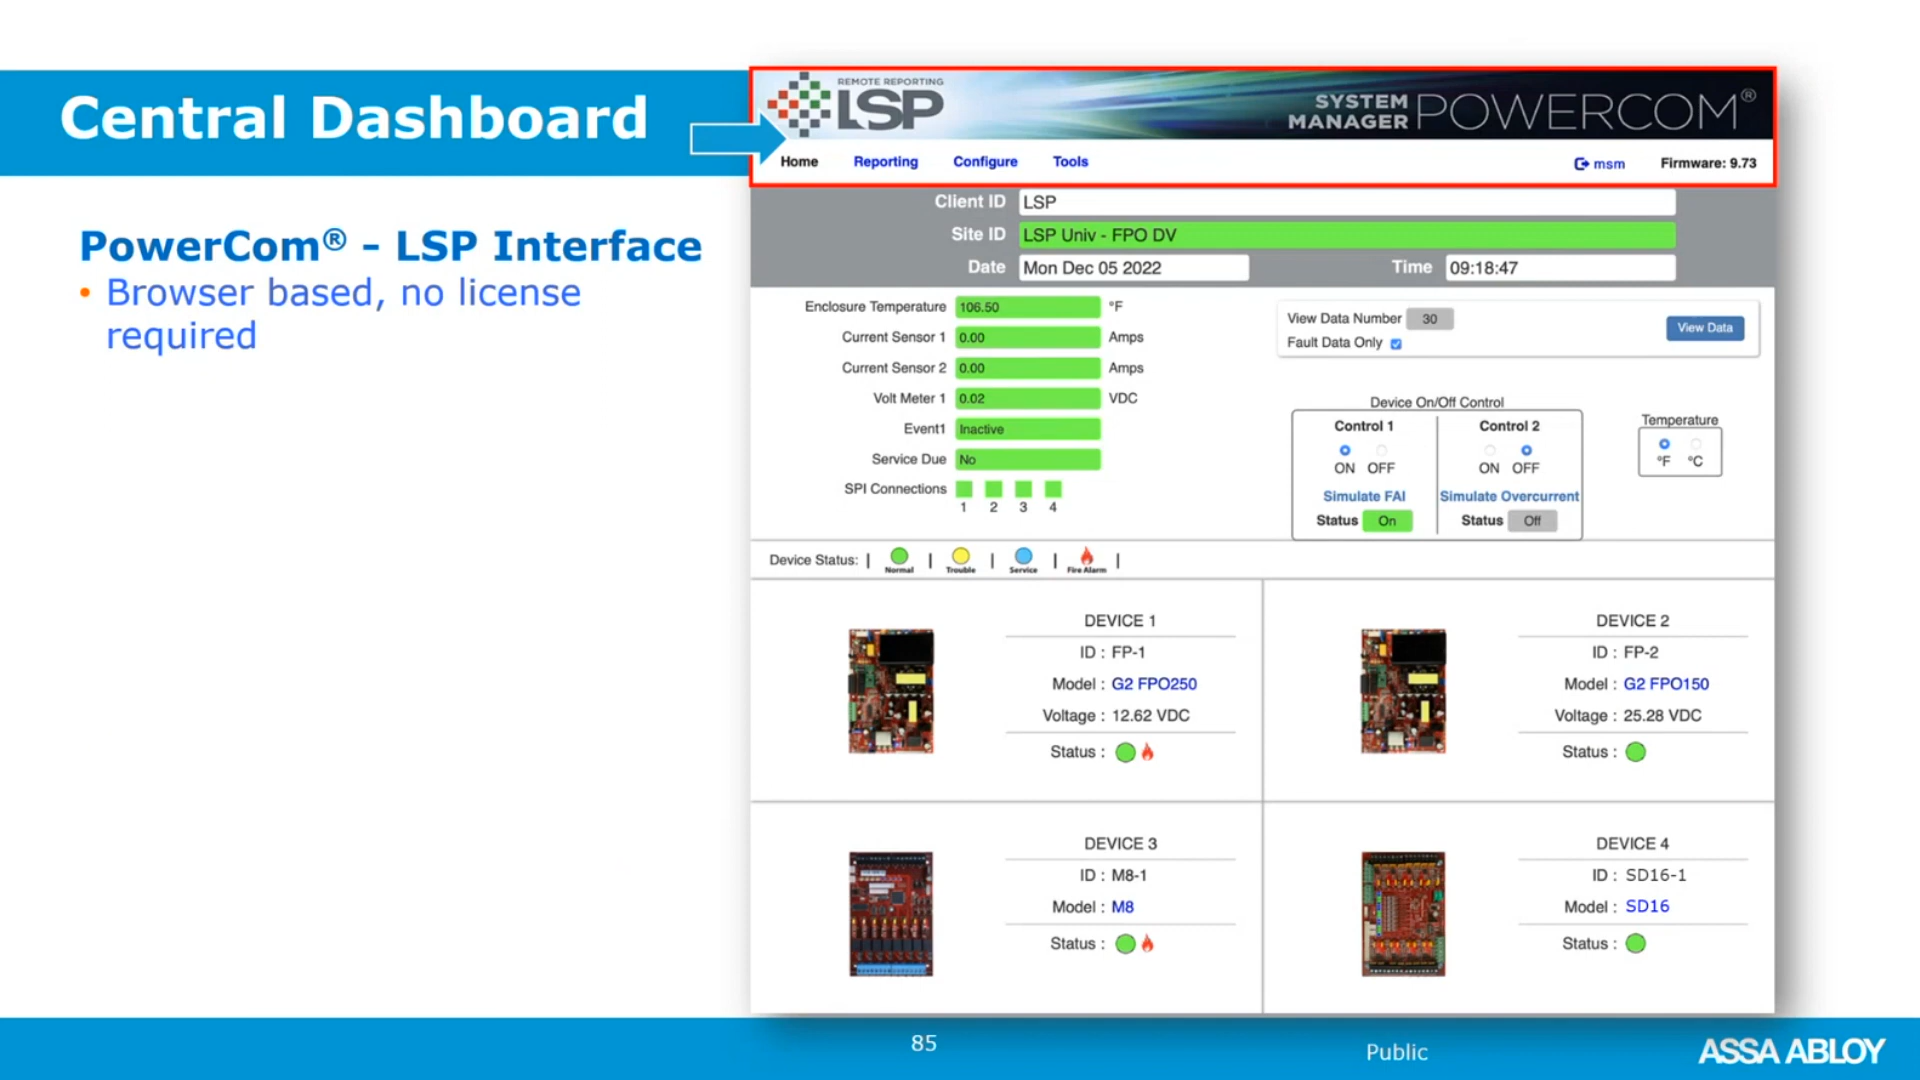 Central Dashboard
PowerCom® - LSP Interface
• Browser based, no license
required
REMOTE REPORTING
LSP
SYSTEM
MANAGER POWERCOM®
Home Reporting Configure Tools msm Firmware: 9.73
Client ID LSP
Site ID LSP Univ - FPO DV
Date Mon Dec 05 2022 Time 09:18:47
Enclosure Temperature 106.50 °F
Current Sensor 1 0.00 Amps
Current Sensor 2 0.00 Amps
Volt Meter 1 0.02 VDC
Event1 Inactive
Service Due No
SPI Connections
1 2 3 4
View Data Number 30 View Data
Fault Data Only
Device On/Off Control
Control 1 Control 2
ON OFF ON OFF
Simulate FAI Simulate Overcurrent
Status On Status Off
Temperature
°F °C
Device Status: | Normal | Trouble | Service | Fire Alarm |
DEVICE 1
ID : FP-1
Model : G2 FPO250
Voltage : 12.62 VDC
Status :
DEVICE 2
ID : FP-2
Model : G2 FPO150
Voltage : 25.28 VDC
Status :
DEVICE 3
ID : M8-1
Model : M8
Status :
DEVICE 4
ID : SD16-1
Model : SD16
Status :
85
Public
ASSA ABLOY